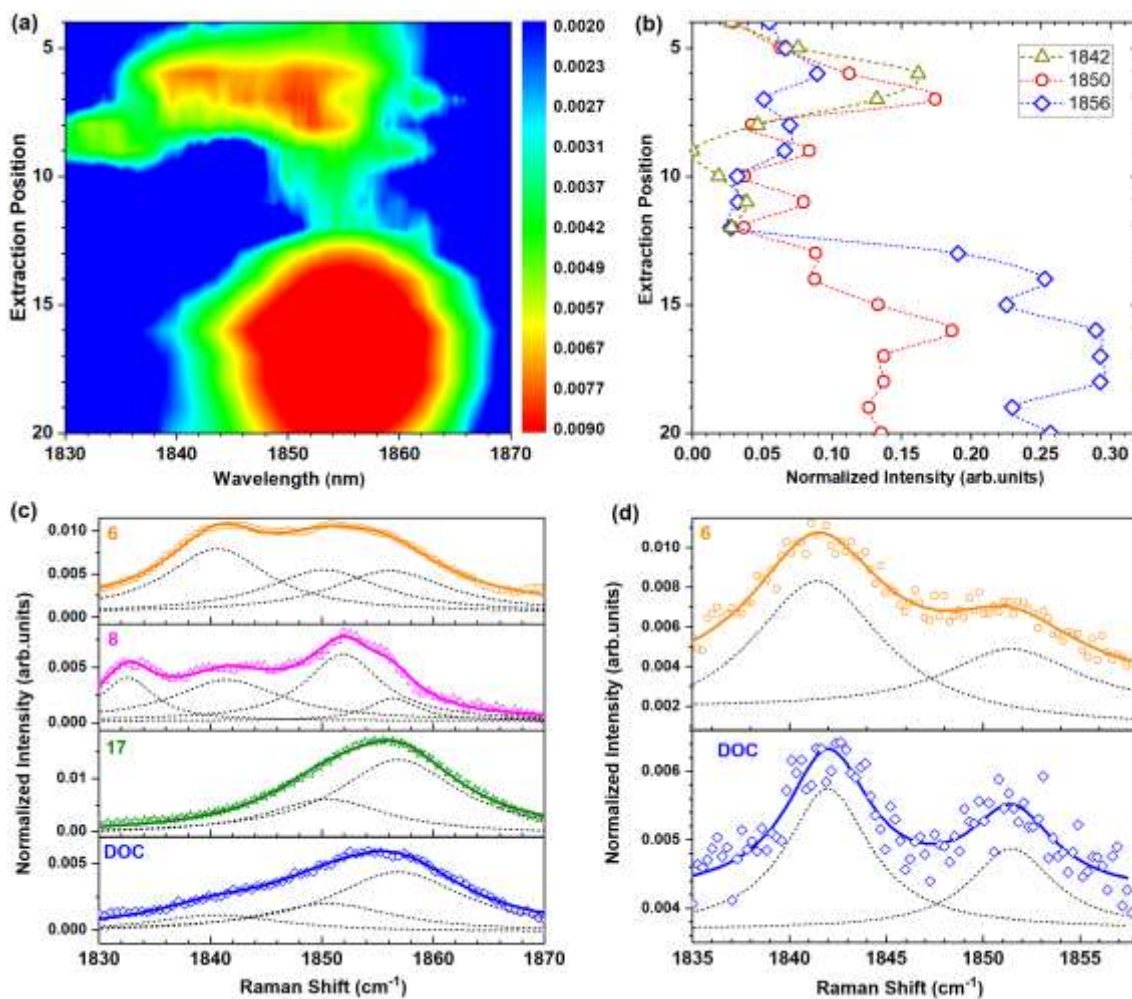 (a)
Extraction Position
5
10
15
20
1830 1840 1850 1860 1870
Wavelength (nm)
0.0020
0.0023
0.0027
0.0031
0.0037
0.0042
0.0049
0.0057
0.0067
0.0077
0.0090
(b)
Extraction Position
5
10
15
20
0.00 0.05 0.10 0.15 0.20 0.25 0.30
Normalized Intensity (arb.units)
1842
1850
1856
(c)
Normalized Intensity (arb.units)
6
0.010
0.005
0.000
8
0.005
0.000
17
0.01
0.00
DOC
0.005
0.000
1830 1840 1850 1860 1870
Raman Shift (cm-1)
(d)
Normalized Intensity (arb.units)
6
0.010
0.008
0.006
0.004
0.002
DOC
0.006
0.005
0.004
1835 1840 1845 1850 1855
Raman Shift (cm-1)